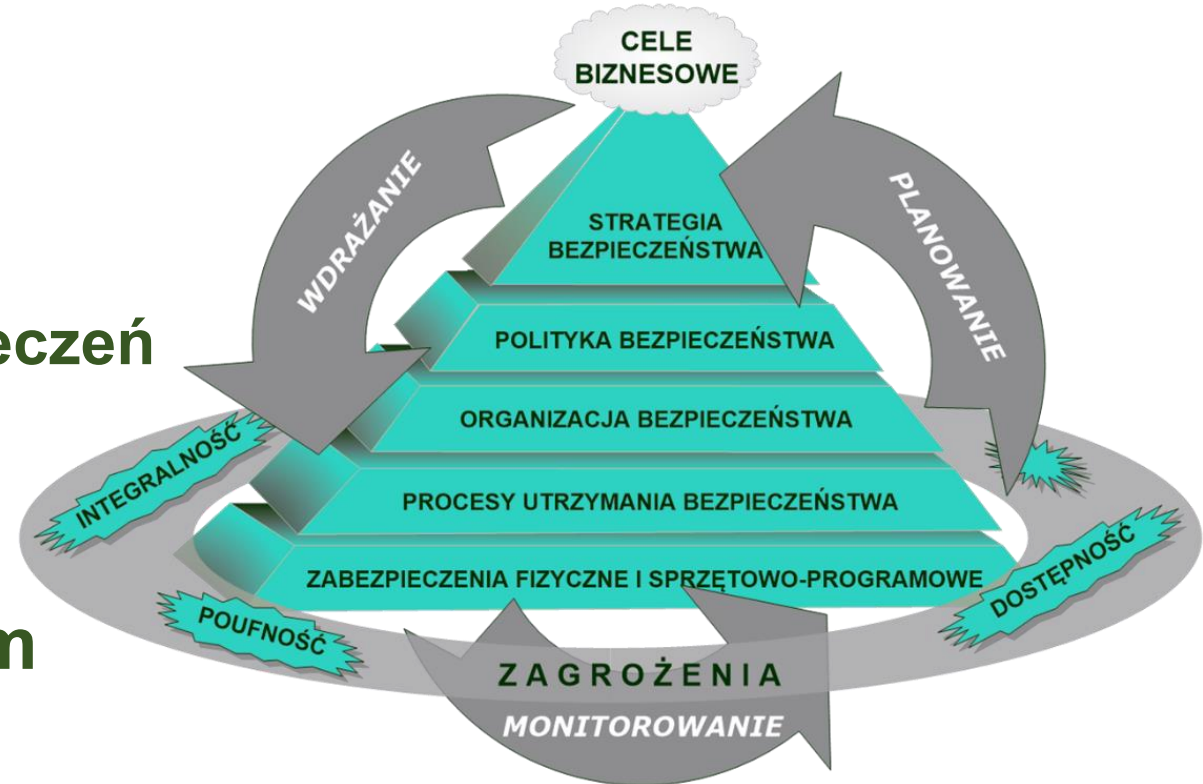 CELE
BIZNESOWE
WDRAŻANIE
PLANOWANIE
STRATEGIA
BEZPIECZEŃSTWA
eczeń
POLITYKA BEZPIECZEŃSTWA
ORGANIZACJA BEZPIECZEŃSTWA
INTEGRALNOŚĆ
PROCESY UTRZYMANIA BEZPIECZEŃSTWA
ZABEZPIECZENIA FIZYCZNE I SPRZĘTOWO-PROGRAMOWE
DOSTĘPNOŚĆ
POUFNOŚĆ
m
ZAGROŻENIA
MONITOROWANIE